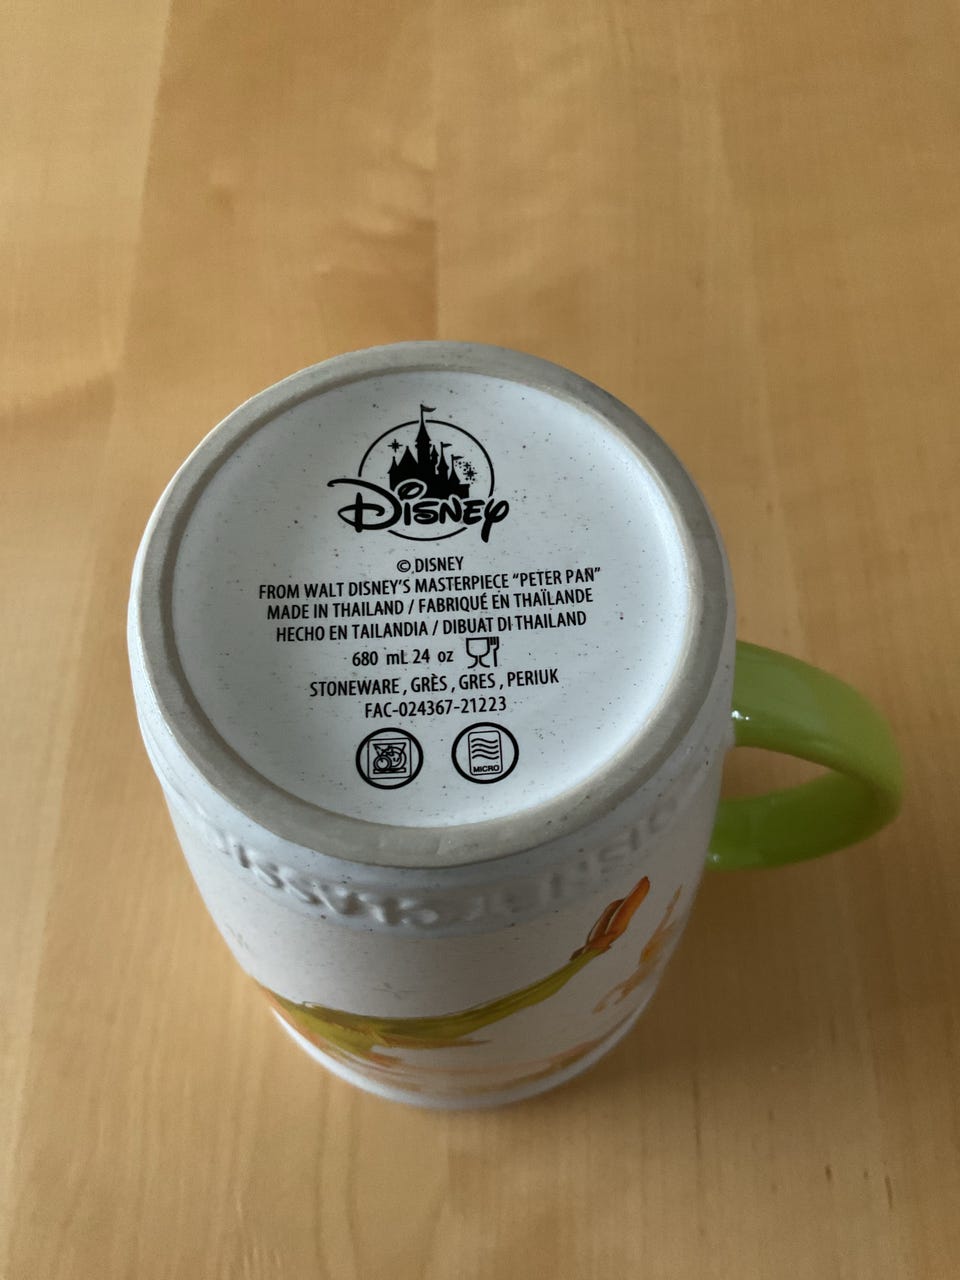 Disney
© DISNEY
FROM WALT DISNEY'S MASTERPIECE “PETER PAN”
MADE IN THAILAND / FABRIQUÉ EN THAÏLANDE
HECHO EN TAILANDIA / DIBUAT DI THAILAND
680 mL 24 oz
STONEWARE , GRÈS , GRES , PERIUK
FAC-024367-21223
MICRO